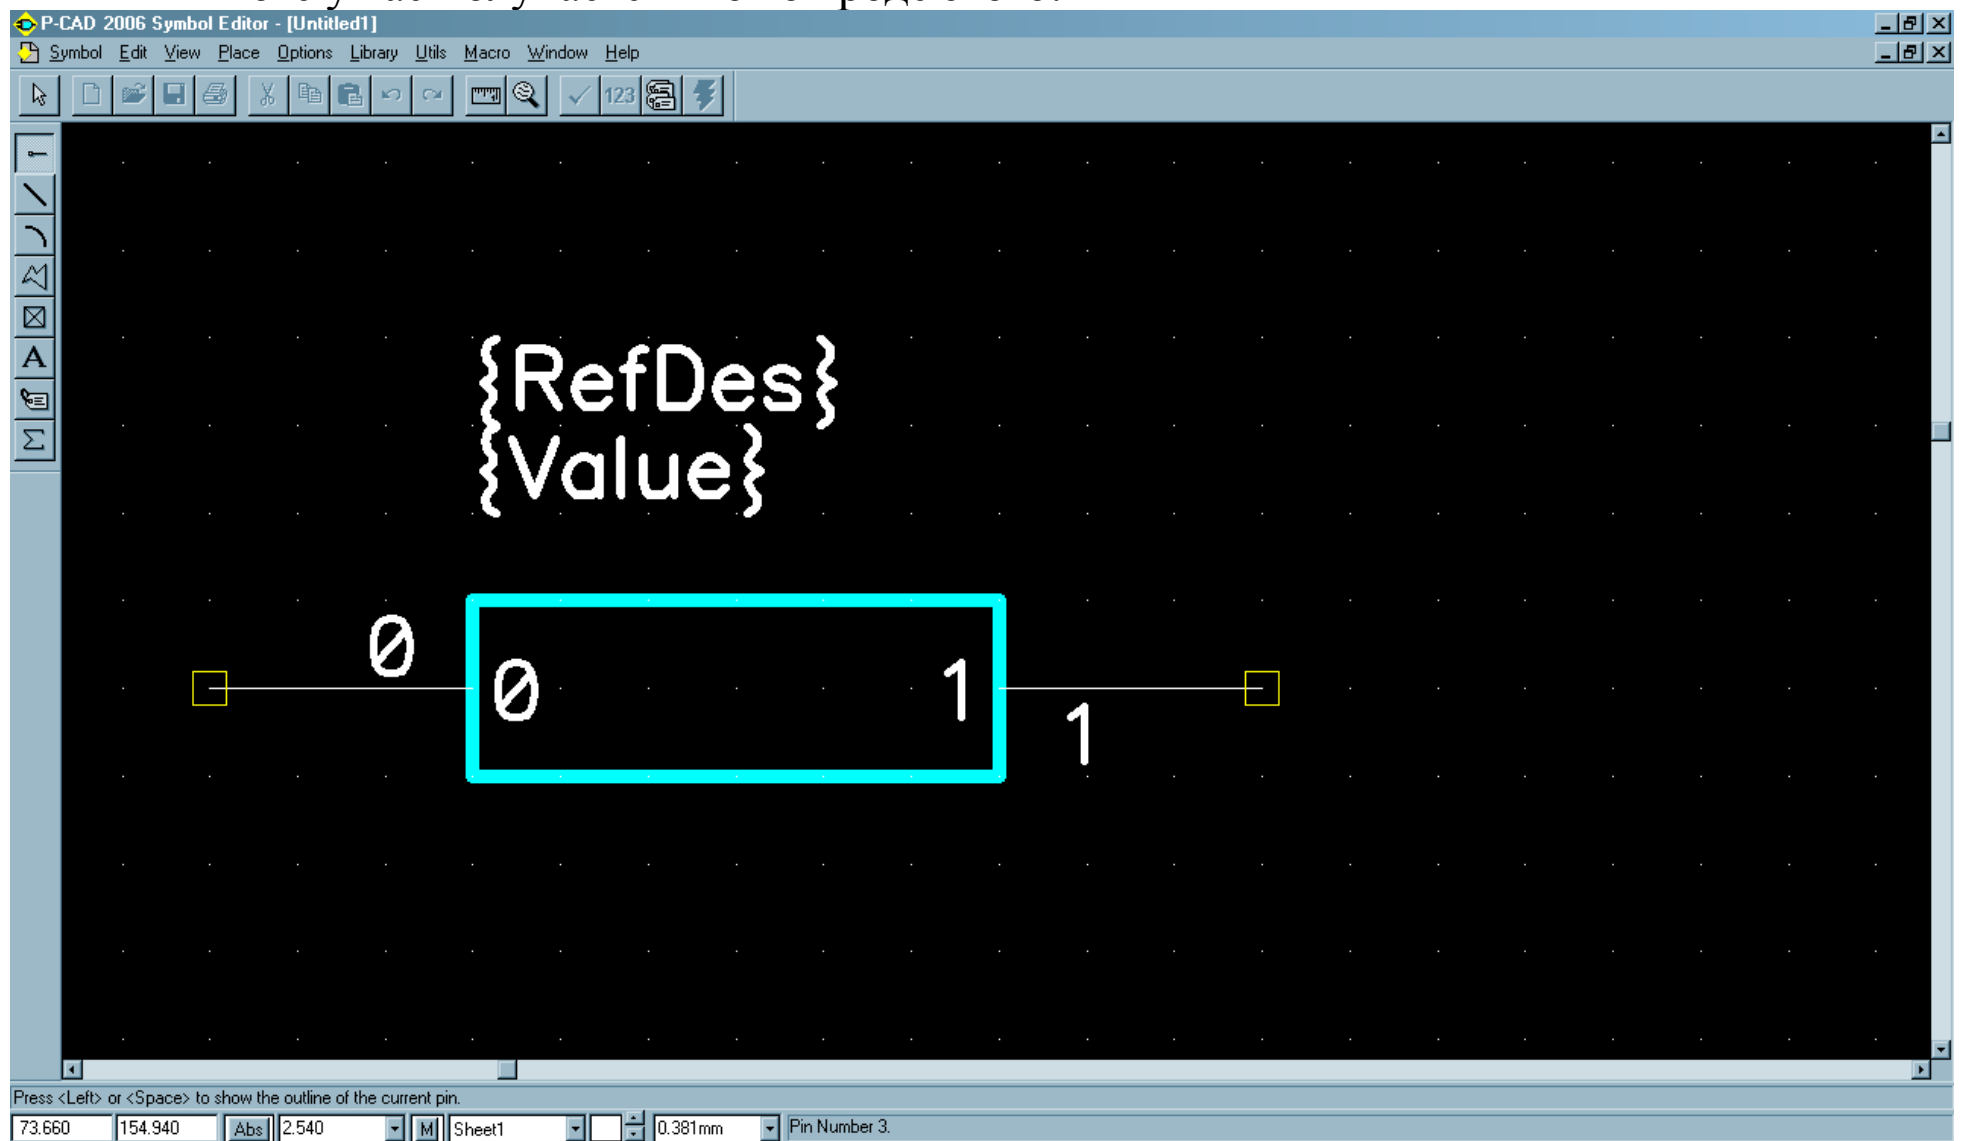 P-CAD 2006 Symbol Editor - [Untitled1]
Symbol Edit View Place Options Library Utils Macro Window Help
123
A
Σ
{RefDes}
{Value}
0
0 1
1
Press <Left> or <Space> to show the outline of the current pin.
73.660 154.940 Abs 2.540 M Sheet1 0.381mm Pin Number 3.